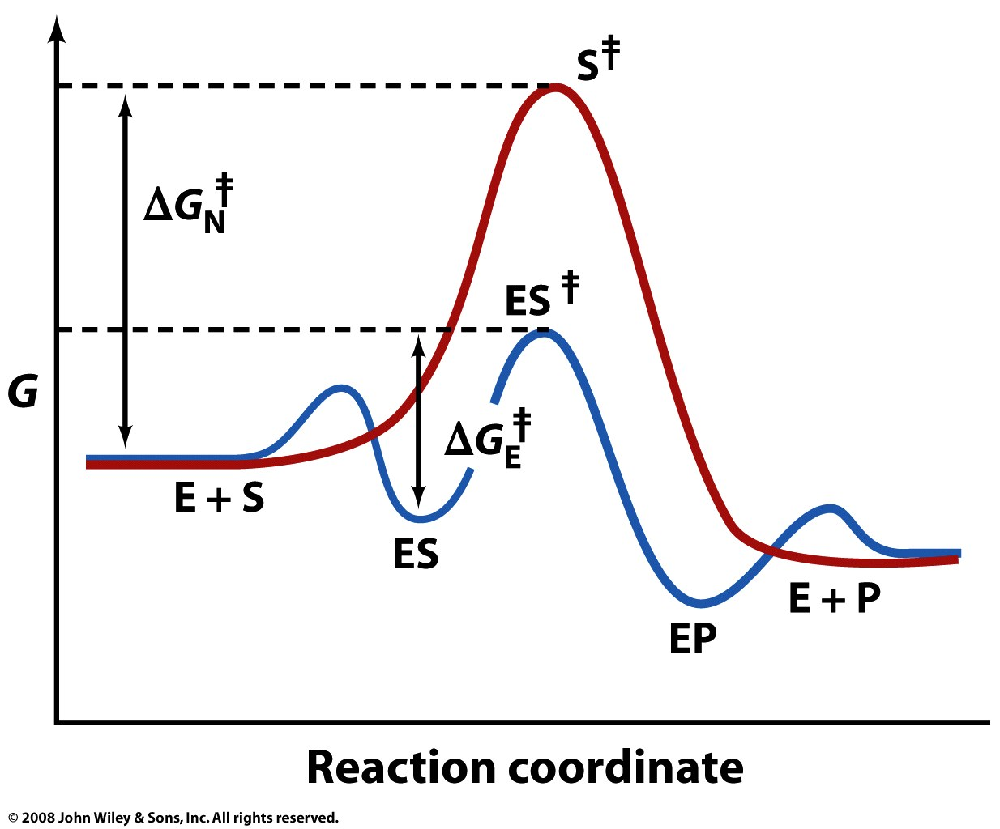 S‡
ΔG‡N
ES‡
G
ΔG‡E
E + S
ES
E + P
EP
Reaction coordinate
© 2008 John Wiley & Sons, Inc. All rights reserved.